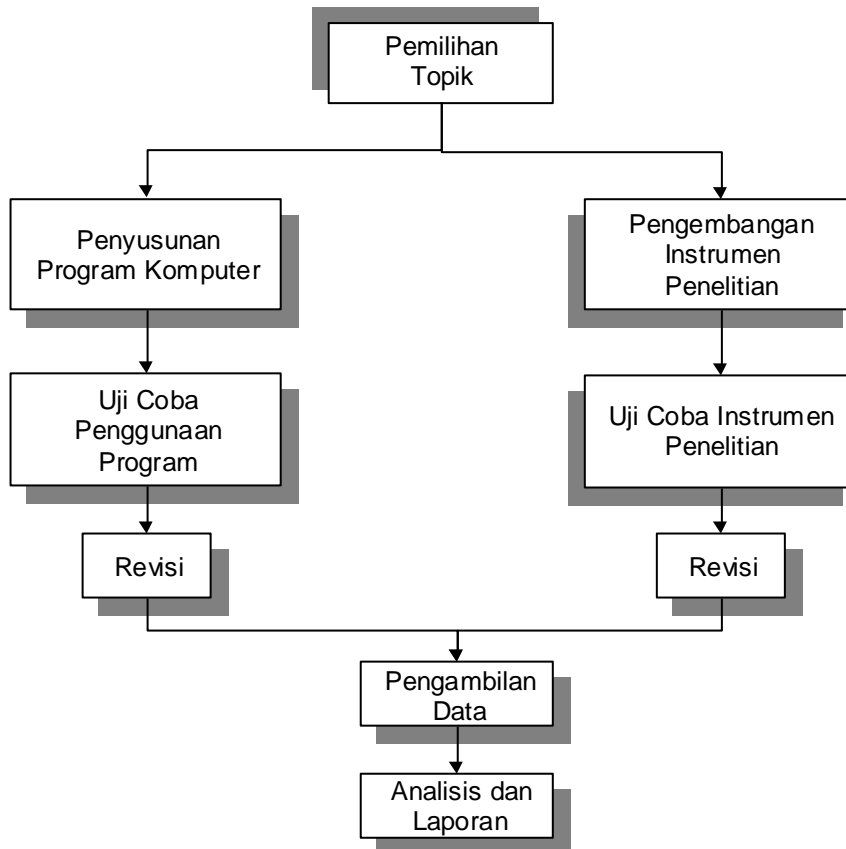 Pemilihan
Topik
Penyusunan
Program Komputer
Pengembangan
Instrumen
Penelitian
Uji Coba
Penggunaan
Program
Uji Coba Instrumen
Penelitian
Revisi
Revisi
Pengambilan
Data
Analisis dan
Laporan